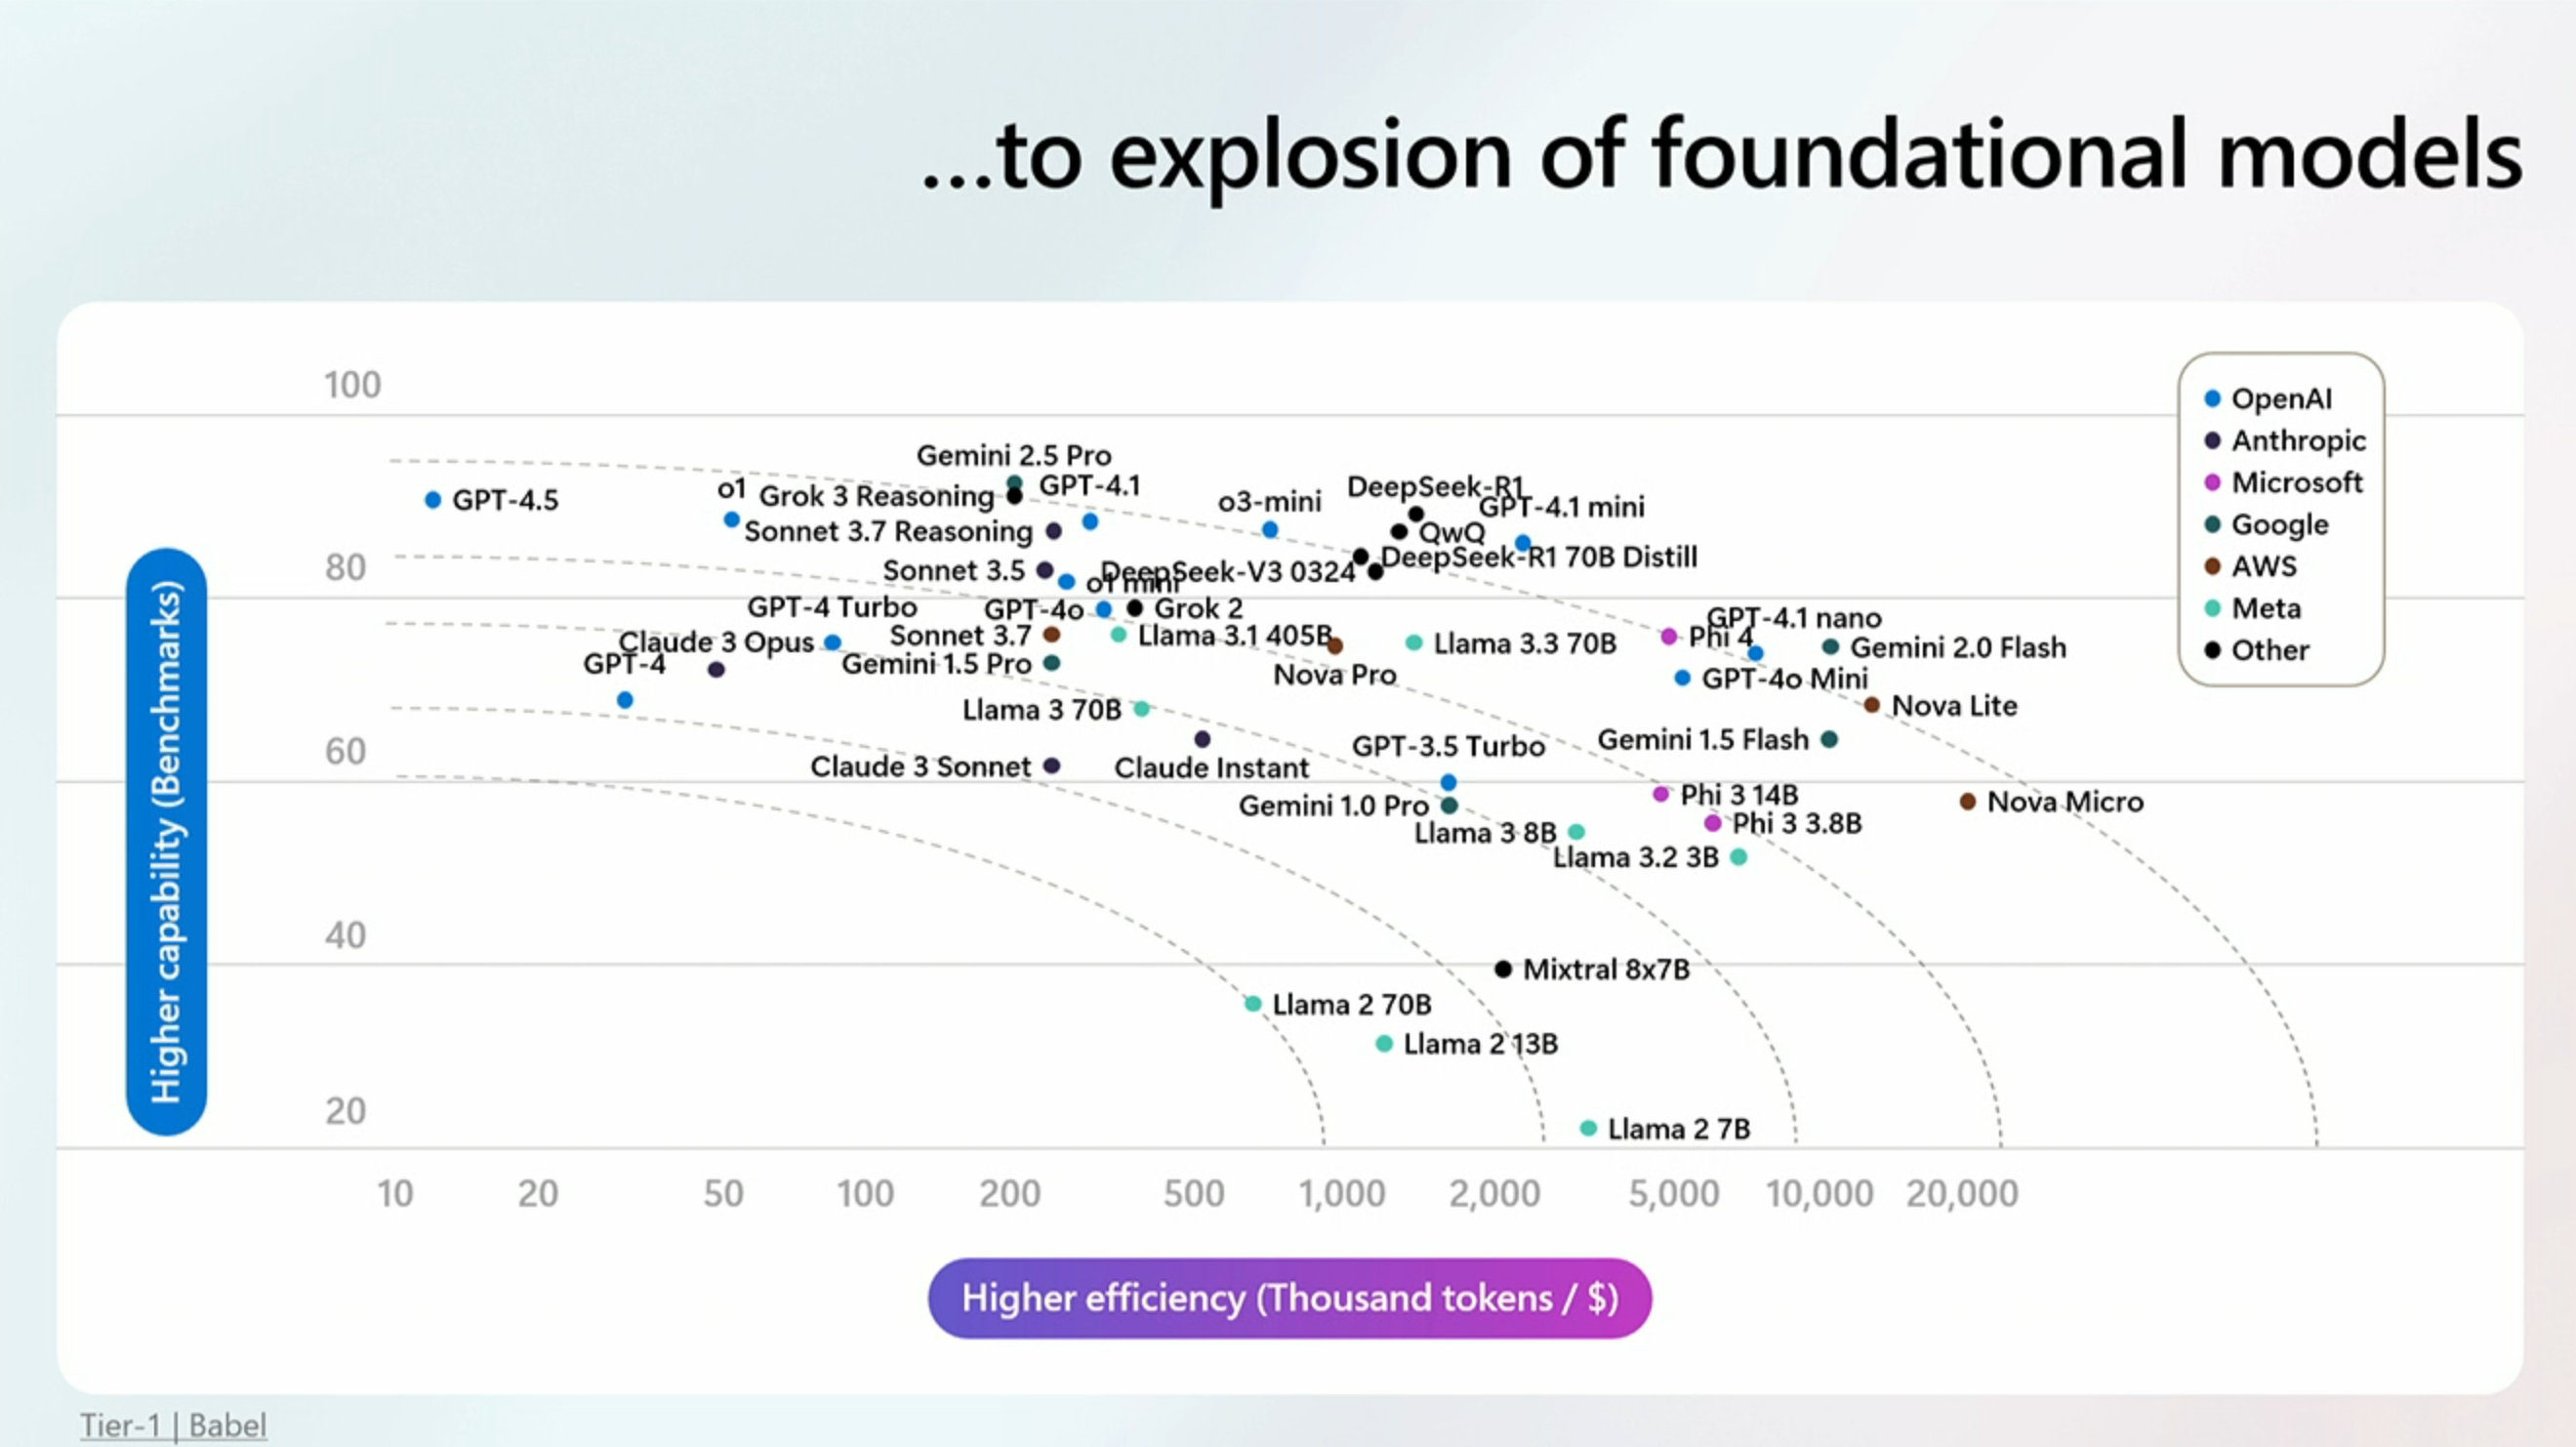 ...to explosion of foundational models
100
80
60
40
20
Higher capability (Benchmarks)
OpenAI
Anthropic
Microsoft
Google
AWS
Meta
Other
Gemini 2.5 Pro
GPT-4.5
o1
Grok 3 Reasoning
GPT-4.1
o3-mini
DeepSeek-R1
GPT-4.1 mini
Sonnet 3.7 Reasoning
QwQ
DeepSeek-R1 70B Distill
Sonnet 3.5
DeepSeek-V3 0324
o1 mini
GPT-4 Turbo
GPT-4o
Grok 2
GPT-4.1 nano
Claude 3 Opus
Sonnet 3.7
Llama 3.1 405B
Llama 3.3 70B
Phi 4
Gemini 2.0 Flash
GPT-4
Gemini 1.5 Pro
Nova Pro
GPT-4o Mini
Llama 3 70B
Nova Lite
Claude 3 Sonnet
Claude Instant
GPT-3.5 Turbo
Gemini 1.5 Flash
Gemini 1.0 Pro
Phi 3 14B
Nova Micro
Llama 3 8B
Phi 3 3.8B
Llama 3.2 3B
Mixtral 8x7B
Llama 2 70B
Llama 2 13B
Llama 2 7B
10 20 50 100 200 500 1,000 2,000 5,000 10,000 20,000
Higher efficiency (Thousand tokens / $)
Tier-1 | Babel